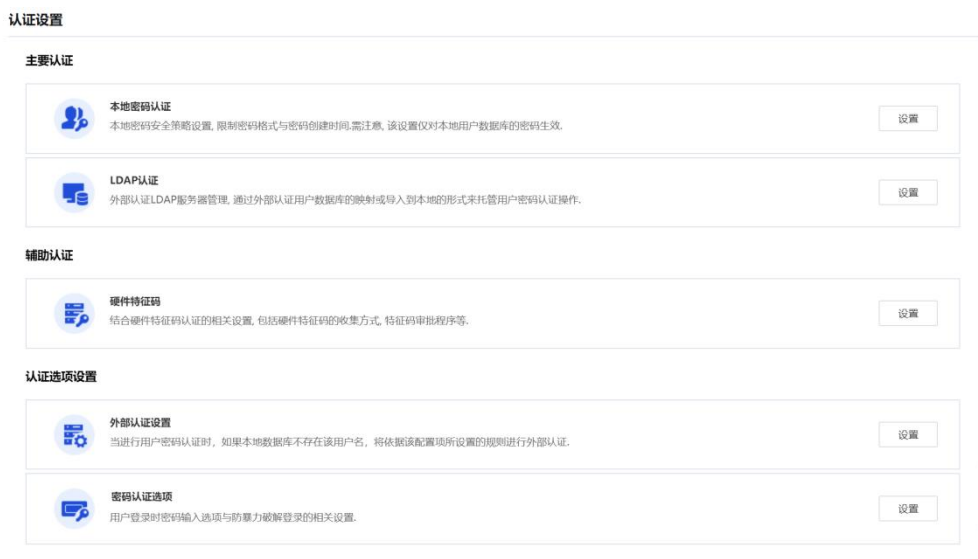 认证设置
主要认证
本地密码认证
本地密码安全策略设置, 限制密码格式与密码创建时间.需注意, 该设置仅对本地用户数据库的密码生效.
设置
LDAP认证
外部认证LDAP服务器管理, 通过外部认证用户数据库的映射或导入到本地的形式来托管用户密码认证操作.
设置
辅助认证
硬件特征码
结合硬件特征码认证的相关设置, 包括硬件特征码的收集方式, 特征码审批程序等.
设置
认证选项设置
外部认证设置
当进行用户密码认证时，如果本地数据库不存在该用户名，将依据该配置项所设置的规则进行外部认证.
设置
密码认证选项
用户登录时密码输入选项与防暴力破解登录的相关设置.
设置